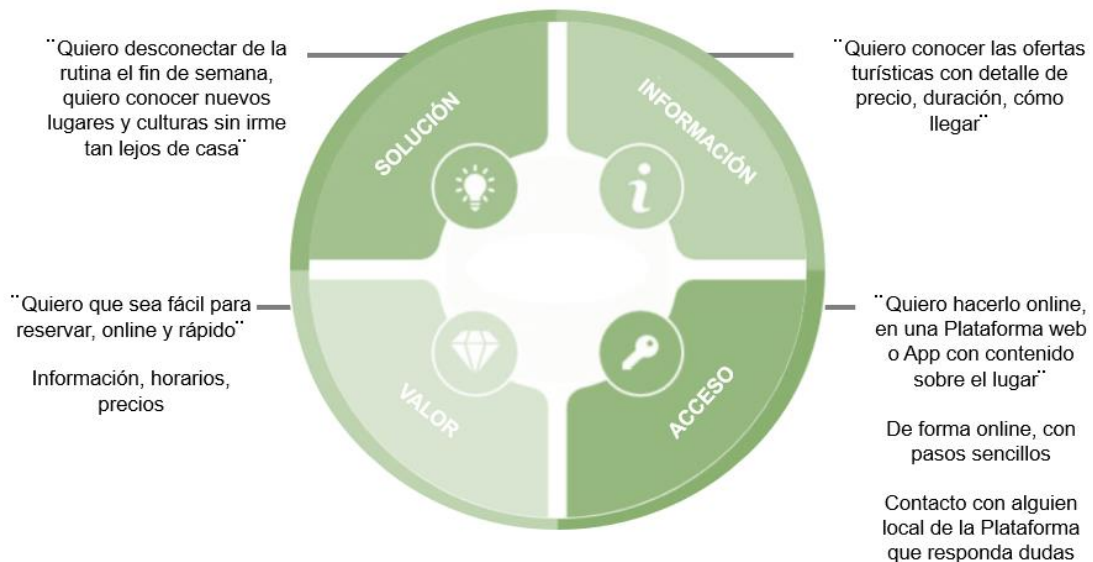 ¨Quiero desconectar de la
rutina el fin de semana,
quiero conocer nuevos
lugares y culturas sin irme
tan lejos de casa¨
SOLUCIÓN
INFORMACIÓN
¨Quiero conocer las ofertas
turísticas con detalle de
precio, duración, cómo
llegar¨
¨Quiero que sea fácil para
reservar, online y rápido¨
Información, horarios,
precios
VALOR
ACCESO
¨Quiero hacerlo online,
en una Plataforma web
o App con contenido
sobre el lugar¨
De forma online, con
pasos sencillos
Contacto con alguien
local de la Plataforma
que responda dudas